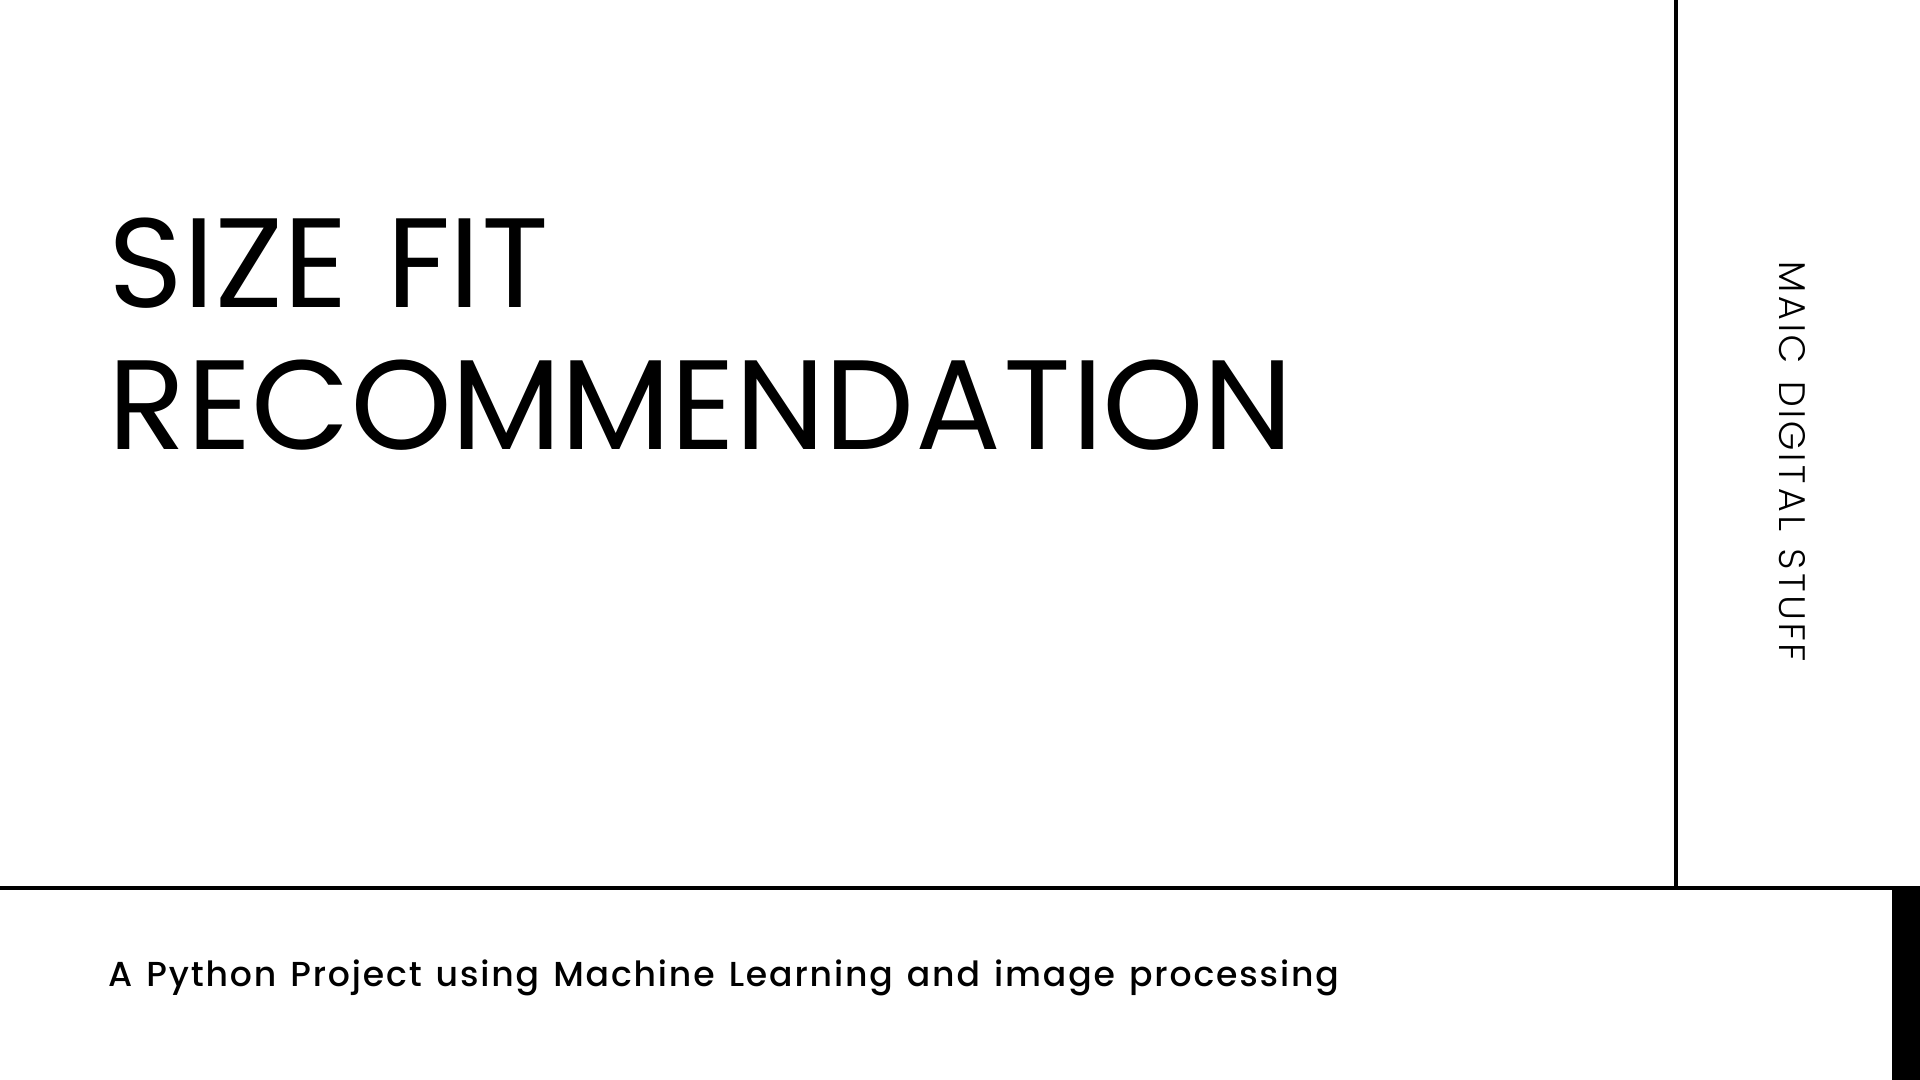 SIZE FIT
RECOMMENDATION
MAIC DIGITAL STUFF
A Python Project using Machine Learning and image processing